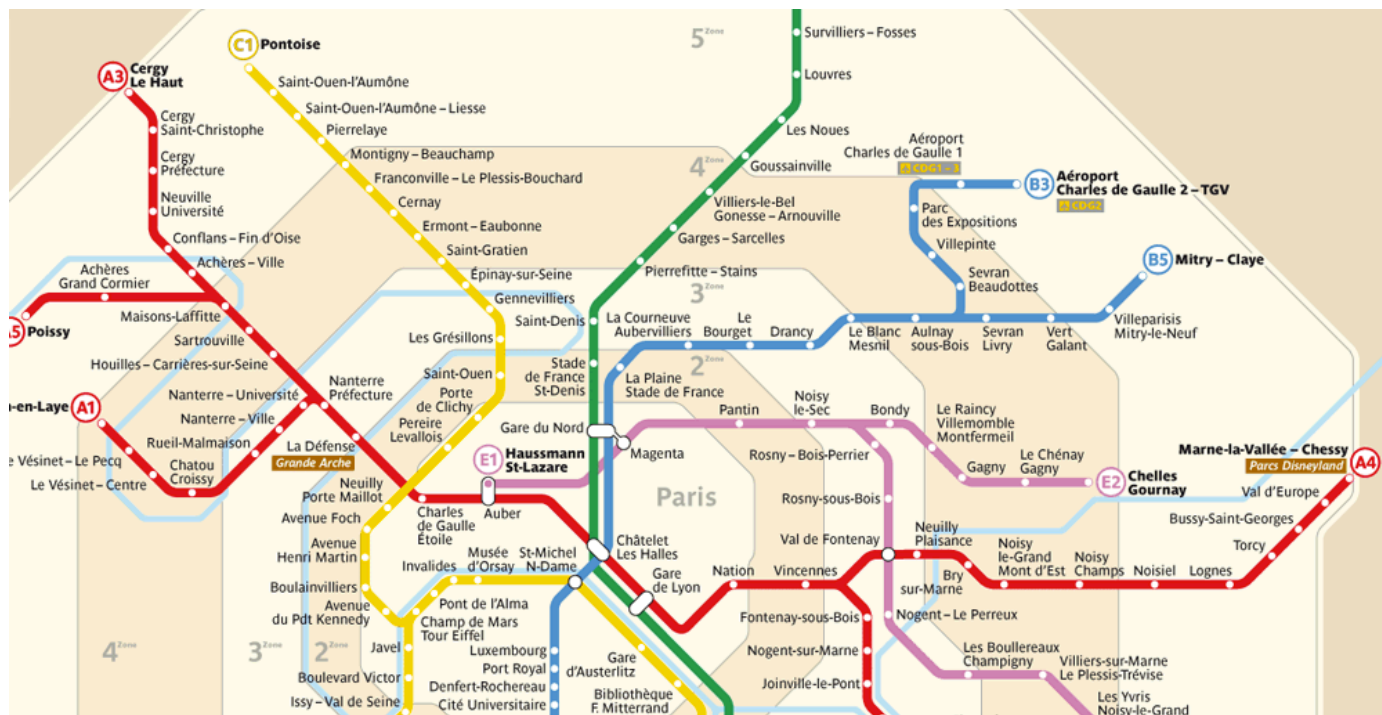 C1 Pontoise
5 Zone
Survilliers – Fosses
A3 Cergy
Le Haut
Saint-Ouen-l'Aumône
Louvres
Saint-Ouen-l'Aumône – Liesse
Cergy
Saint-Christophe
Pierrelaye
Les Noues
Aéroport
Charles de Gaulle 1
CDG1-3
Cergy
Préfecture
Montigny – Beauchamp
4 Zone
Goussainville
B3 Aéroport
Charles de Gaulle 2 – TGV
CDG2
Franconville – Le Plessis-Bouchard
Neuville
Université
Cernay
Villiers-le-Bel
Gonesse – Arnouville
Parc
des Expositions
Ermont – Eaubonne
Garges – Sarcelles
Conflans – Fin d'Oise
Saint-Gratien
Villepinte
Achères – Ville
B5 Mitry – Claye
Achères
Grand Cormier
Épinay-sur-Seine
Pierrefitte – Stains
Sevran
Beaudottes
3 Zone
Gennevilliers
Maisons-Laffitte
Saint-Denis
La Courneuve
Aubervilliers
Le
Bourget
Drancy
Le Blanc
Mesnil
Aulnay
sous-Bois
Sevran
Livry
Vert
Galant
Villeparisis
Mitry-le-Neuf
A5 Poissy
Sartrouville
Les Grésillons
Houilles – Carrières-sur-Seine
Saint-Ouen
Stade
de France
St-Denis
2 Zone
La Plaine
Stade de France
Nanterre – Université
Nanterre
Préfecture
Porte
de Clichy
-en-Laye A1
Nanterre – Ville
Pereire
Levallois
Gare du Nord
Pantin
Noisy
le-Sec
Bondy
Le Raincy
Villemomble
Montfermeil
Rueil-Malmaison
La Défense
Grande Arche
E1 Haussmann
St-Lazare
Magenta
Rosny – Bois-Perrier
Marne-la-Vallée – Chessy
Parcs Disneyland
A4
e Vésinet – Le Pecq
Chatou
Croissy
Gagny
Le Chénay
Gagny
E2 Chelles
Gournay
Le Vésinet – Centre
Neuilly
Porte Maillot
Paris
Rosny-sous-Bois
Val d'Europe
Charles
de Gaulle
Étoile
Auber
Avenue Foch
Bussy-Saint-Georges
Avenue
Henri Martin
Châtelet
Les Halles
Val de Fontenay
Neuilly
Plaisance
Noisy
le-Grand
Mont d'Est
Torcy
Invalides
Musée
d'Orsay
St-Michel
N-Dame
Gare
de Lyon
Nation
Vincennes
Bry
sur-Marne
Noisy
Champs
Noisiel
Lognes
Boulainvilliers
Avenue
du Pdt Kennedy
Pont de l'Alma
Champ de Mars
Tour Eiffel
Fontenay-sous-Bois
Nogent – Le Perreux
4 Zone
3 Zone
2 Zone
Javel
Luxembourg
Port Royal
Gare
d'Austerlitz
Nogent-sur-Marne
Les Boullereaux
Champigny
Villiers-sur-Marne
Le Plessis-Trévise
Boulevard Victor
Denfert-Rochereau
Joinville-le-Pont
Issy – Val de Seine
Cité Universitaire
Bibliothèque
F. Mitterrand
Les Yvris
Noisy-le-Grand